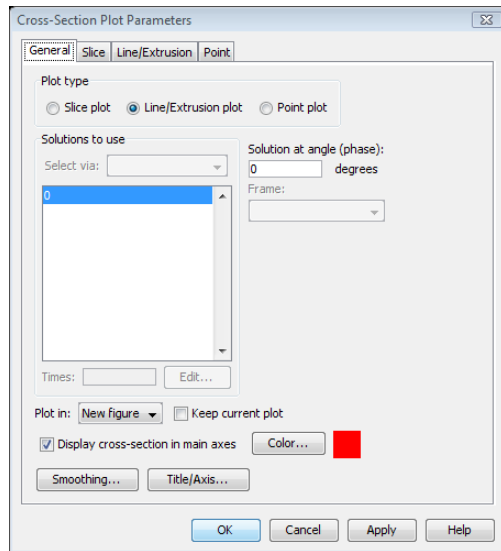 Cross-Section Plot Parameters
General Slice Line/Extrusion Point
Plot type
Slice plot Line/Extrusion plot Point plot
Solutions to use
Select via:
Solution at angle (phase):
0 degrees
0
Frame:
Times: Edit...
Plot in: New figure Keep current plot
Display cross-section in main axes Color...
Smoothing... Title/Axis...
OK Cancel Apply Help